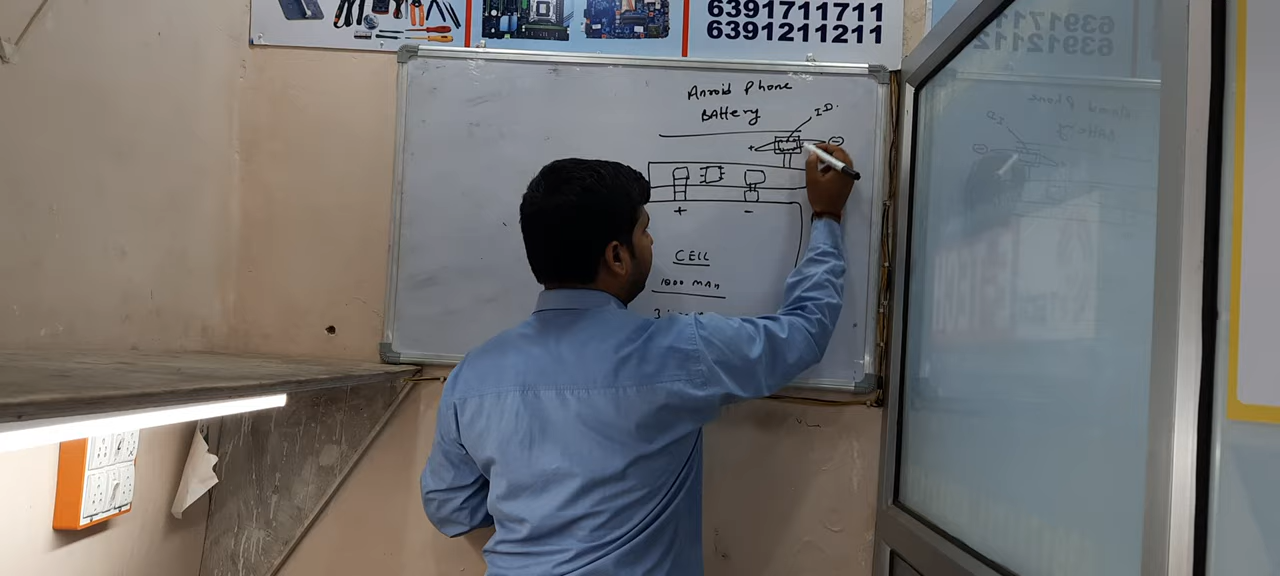 6391711711
6391211211
Anroid Phone
BAttery
I.D.
+ -
+ -
CELL
1000 MAH